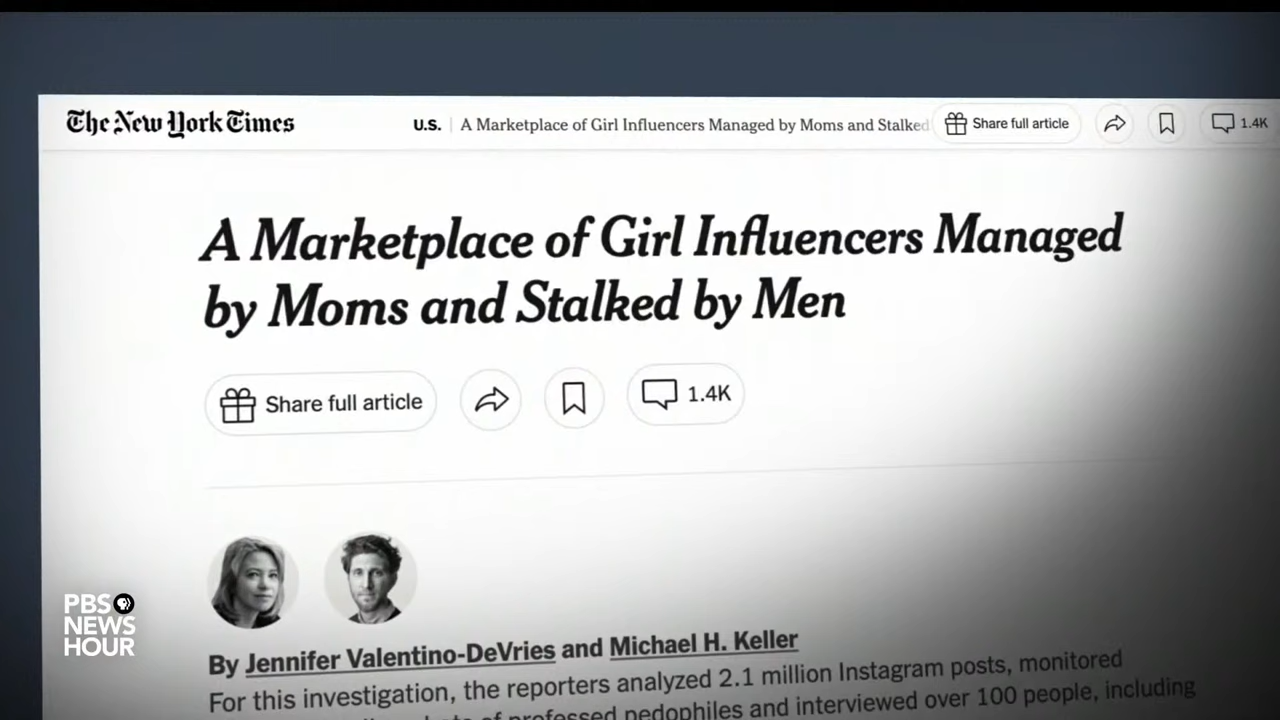 The New York Times
U.S. | A Marketplace of Girl Influencers Managed by Moms and Stalked
Share full article
1.4K
A Marketplace of Girl Influencers Managed
by Moms and Stalked by Men
Share full article
1.4K
By Jennifer Valentino-DeVries and Michael H. Keller
For this investigation, the reporters analyzed 2.1 million Instagram posts, monitored
of professed pedophiles and interviewed over 100 people, including
PBS
NEWS
HOUR